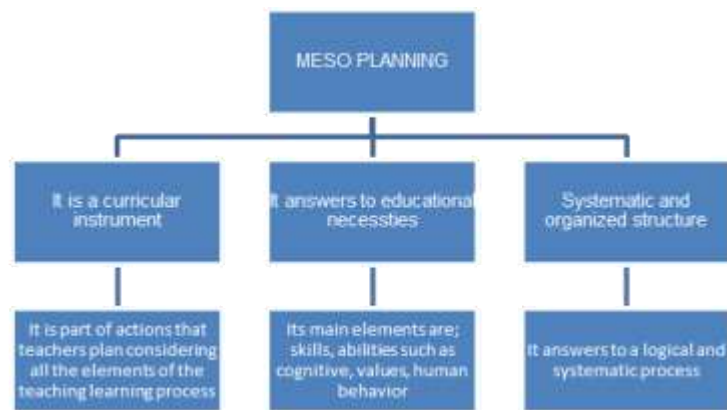 MESO PLANNING
It is a curricular
instrument
It answers to educational
necessties
Systematic and
organized structure
It is part of actions that
teachers plan considering
all the elements of the
teaching learning process
Its main elements are;
skills, abilities such as
cognitive, values, human
behavior
It answers to a logical and
systematic process